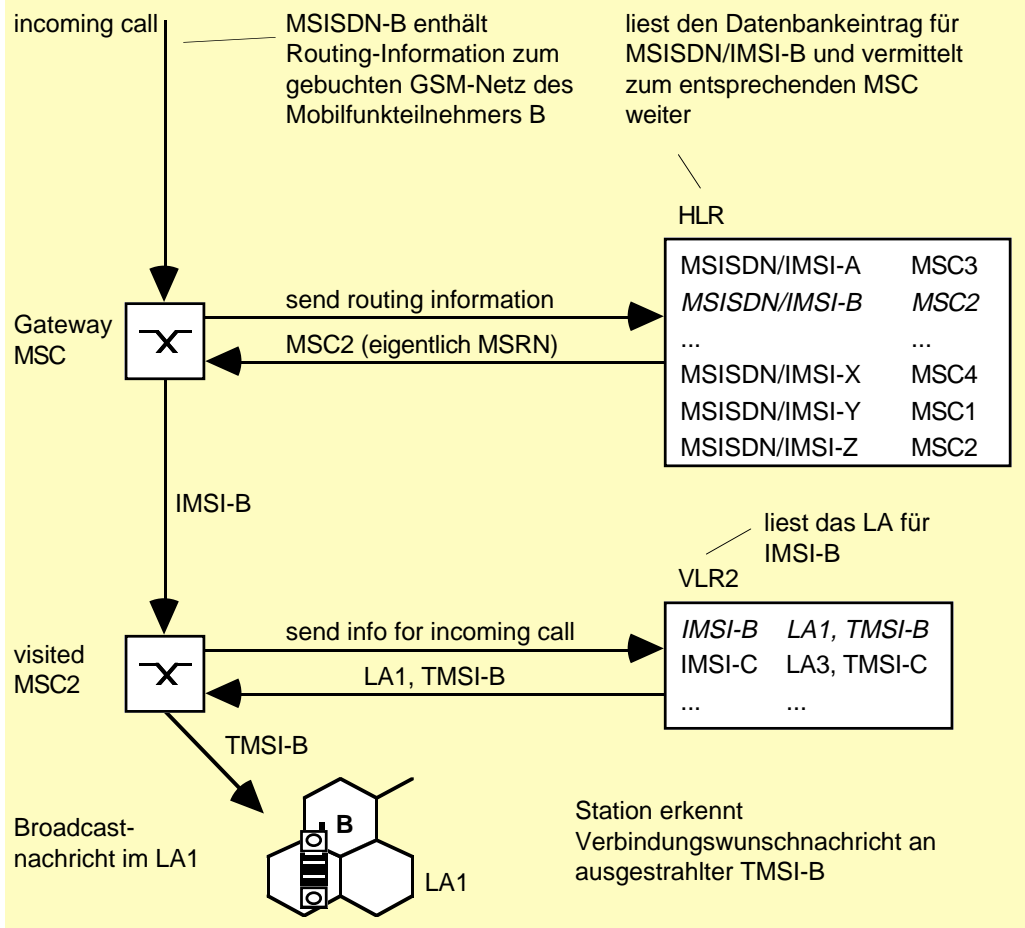 incoming call
MSISDN-B enthält
Routing-Information zum
gebuchten GSM-Netz des
Mobilfunkteilnehmers B
liest den Datenbankeintrag für
MSISDN/IMSI-B und vermittelt
zum entsprechenden MSC
weiter
HLR
MSISDN/IMSI-A MSC3
MSISDN/IMSI-B MSC2
... ...
MSISDN/IMSI-X MSC4
MSISDN/IMSI-Y MSC1
MSISDN/IMSI-Z MSC2
Gateway
MSC
send routing information
MSC2 (eigentlich MSRN)
IMSI-B
liest das LA für
IMSI-B
VLR2
IMSI-B LA1, TMSI-B
IMSI-C LA3, TMSI-C
... ...
visited
MSC2
send info for incoming call
LA1, TMSI-B
TMSI-B
Broadcast-
nachricht im LA1
B
LA1
Station erkennt
Verbindungswunschnachricht an
ausgestrahlter TMSI-B